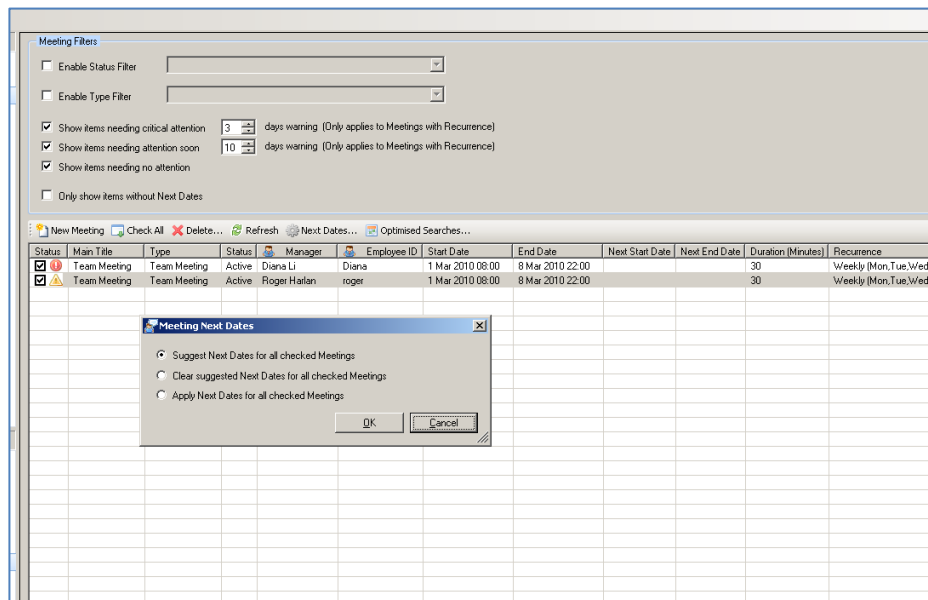 Meeting Filters
Enable Status Filter
Enable Type Filter
Show items needing critical attention 3 days warning (Only applies to Meetings with Recurrence)
Show items needing attention soon 10 days warning (Only applies to Meetings with Recurrence)
Show items needing no attention
Only show items without Next Dates
New Meeting Check All Delete... Refresh Next Dates... Optimised Searches...
Status Main Title Type Status Manager Employee ID Start Date End Date Next Start Date Next End Date Duration (Minutes) Recurrence
Team Meeting Team Meeting Active Diana Li Diana 1 Mar 2010 08:00 8 Mar 2010 22:00 30 Weekly (Mon,Tue,Wed
Team Meeting Team Meeting Active Roger Harlan roger 1 Mar 2010 08:00 8 Mar 2010 22:00 30 Weekly (Mon,Tue,Wed
Meeting Next Dates
Suggest Next Dates for all checked Meetings
Clear suggested Next Dates for all checked Meetings
Apply Next Dates for all checked Meetings
OK Cancel